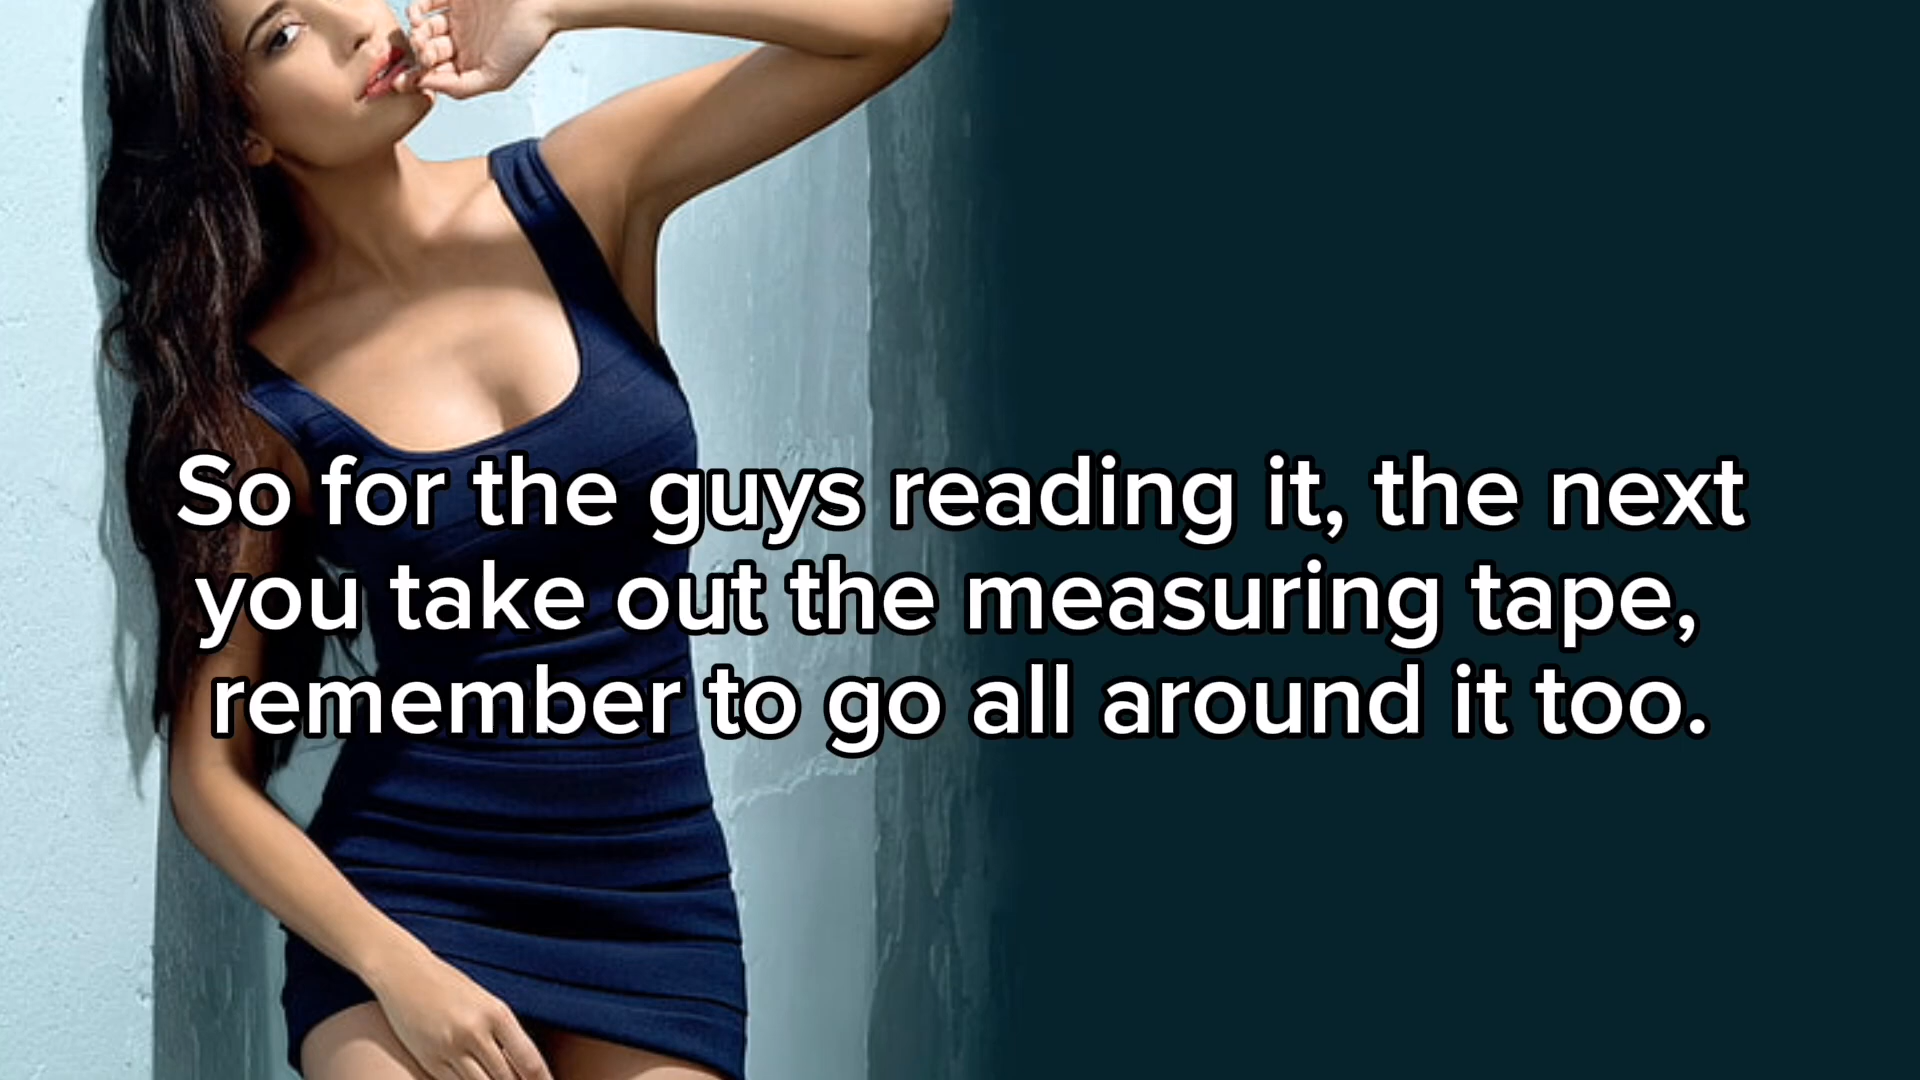 So for the guys reading it, the next
you take out the measuring tape,
remember to go all around it too.